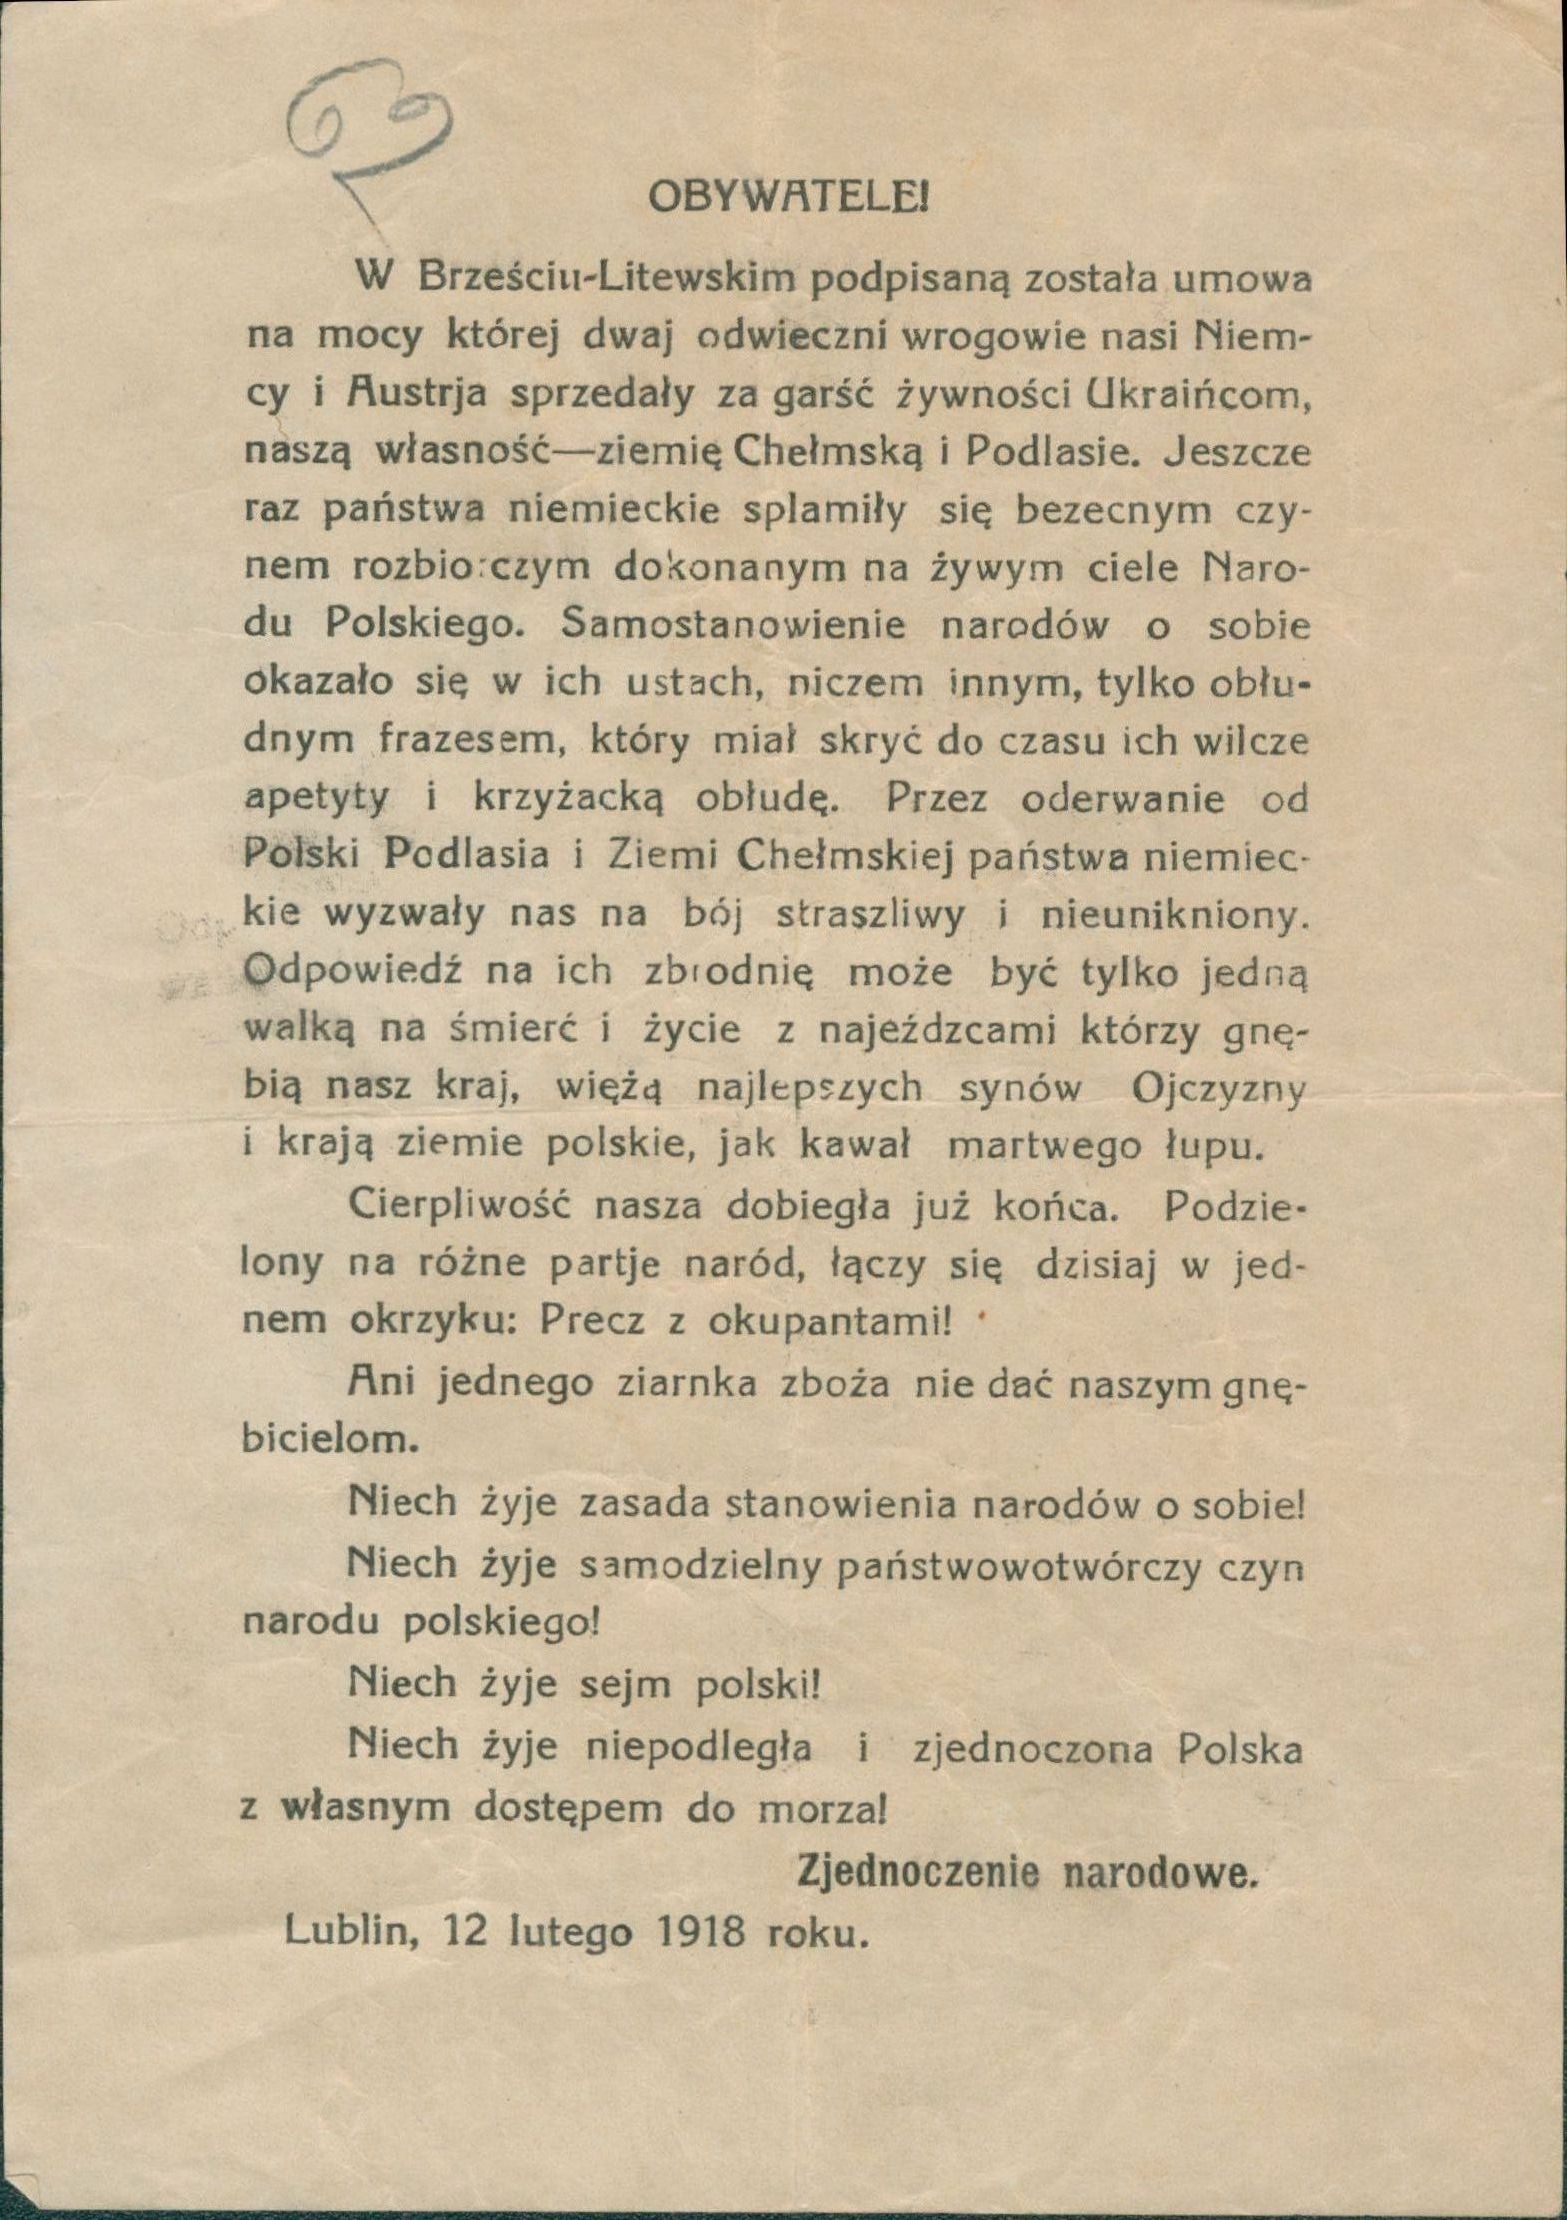 OBYWATELE!
W Brześciu-Litewskim podpisaną została umowa
na mocy której dwaj odwieczni wrogowie nasi Niem-
cy i Austrja sprzedały za garść żywności Ukraińcom,
naszą własność—ziemię Chełmską i Podlasie. Jeszcze
raz państwa niemieckie splamiły się bezecnym czy-
nem rozbiorczym dokonanym na żywym ciele Naro-
du Polskiego. Samostanowienie narodów o sobie
okazało się w ich ustach, niczem innym, tylko obłu-
dnym frazesem, który miał skryć do czasu ich wilcze
apetyty i krzyżacką obłudę. Przez oderwanie od
Polski Podlasia i Ziemi Chełmskiej państwa niemiec-
kie wyzwały nas na bój straszliwy i nieunikniony.
Odpowiedź na ich zbrodnię może być tylko jedną
walką na śmierć i życie z najeźdzcami którzy gnę-
bią nasz kraj, więżą najlepszych synów Ojczyzny
i krają ziemie polskie, jak kawał martwego łupu.
Cierpliwość nasza dobiegła już końca. Podzie-
lony na różne partje naród, łączy się dzisiaj w jed-
nem okrzyku: Precz z okupantami!
Ani jednego ziarnka zboża nie dać naszym gnę-
bicielom.
Niech żyje zasada stanowienia narodów o sobie!
Niech żyje samodzielny państwowotwórczy czyn
narodu polskiego!
Niech żyje sejm polski!
Niech żyje niepodległa i zjednoczona Polska
z własnym dostępem do morza!
Zjednoczenie narodowe.
Lublin, 12 lutego 1918 roku.